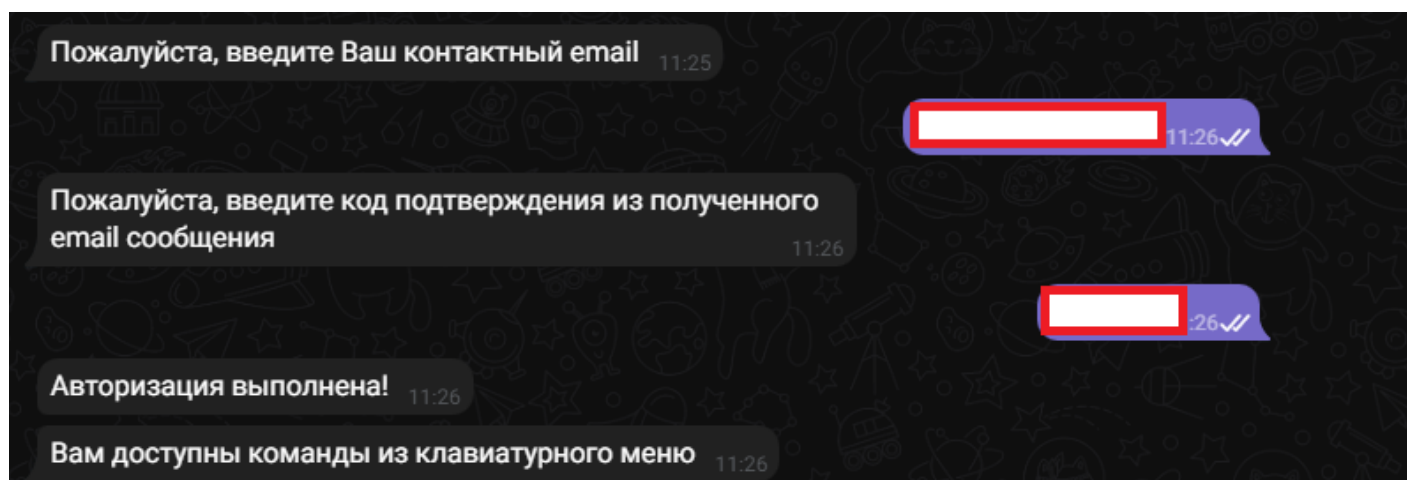 Пожалуйста, введите Ваш контактный email 11:25
11:26
Пожалуйста, введите код подтверждения из полученного
email сообщения 11:26
:26
Авторизация выполнена! 11:26
Вам доступны команды из клавиатурного меню 11:26